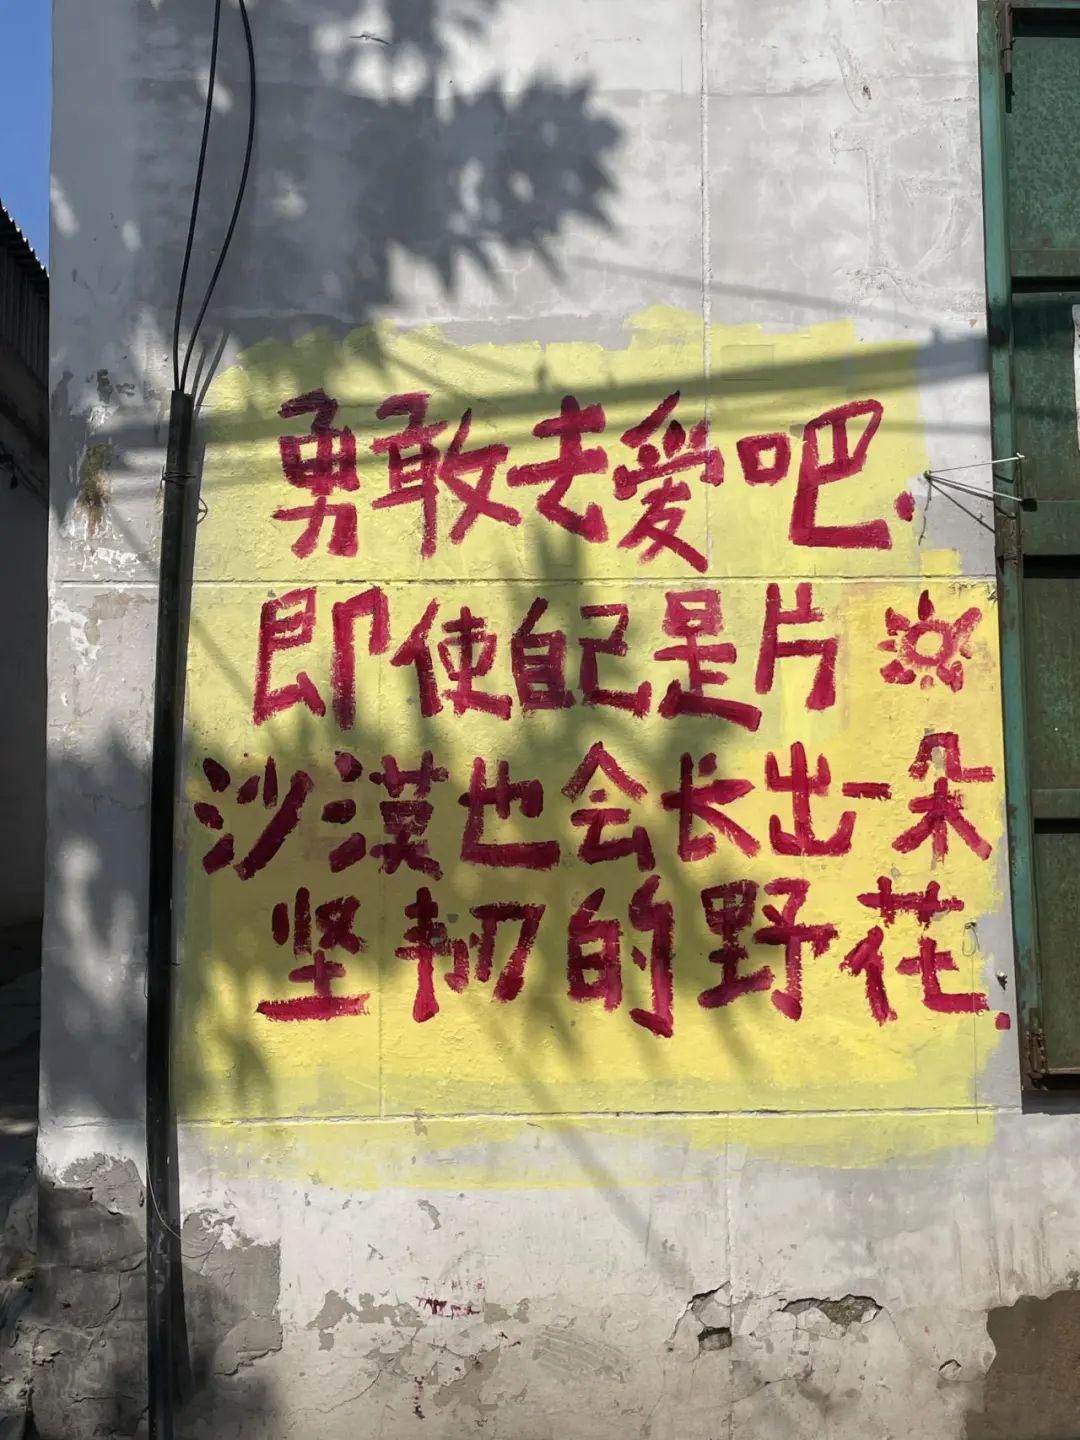 勇敢去爱吧.
即使自己是片
沙漠也会长出一朵
坚韧的野花.